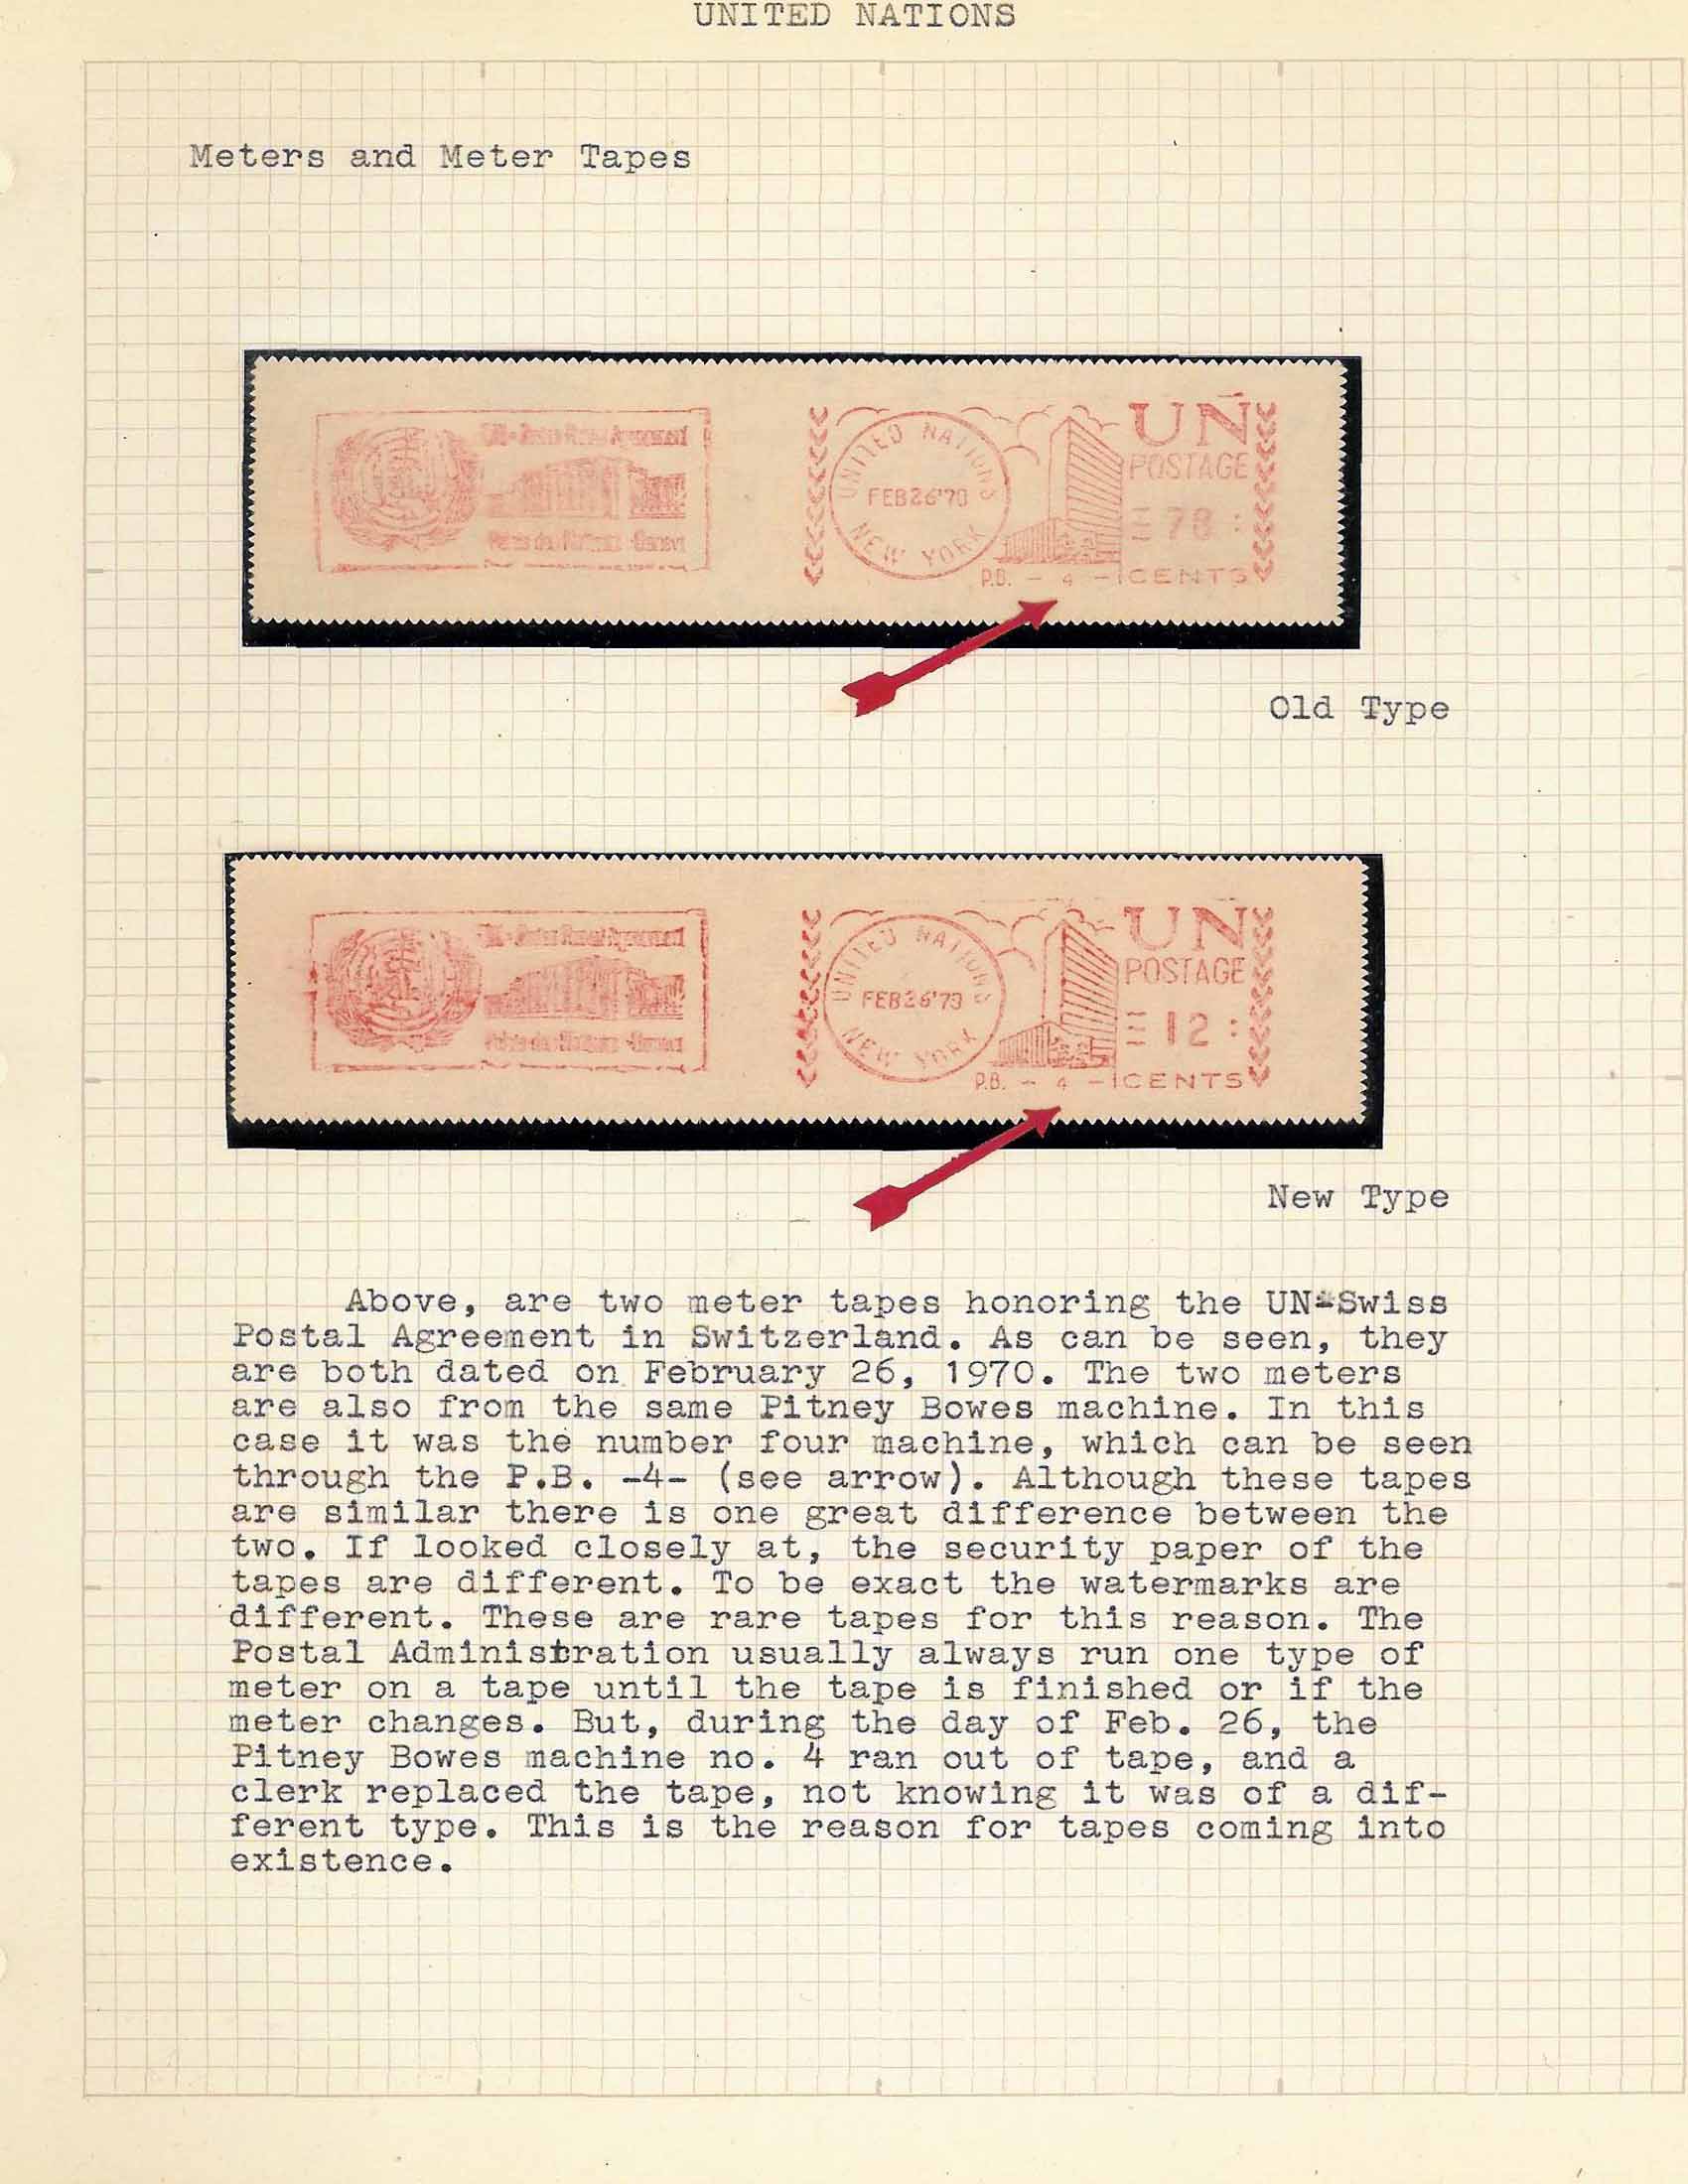 UNITED NATIONS
Meters and Meter Tapes
UNITED NATIONS
FEB 26 '70
NEW YORK
UN
POSTAGE
78
P.B. - 4 - CENTS
Old Type
UNITED NATIONS
FEB 26 '70
NEW YORK
UN
POSTAGE
12
P.B. - 4 - CENTS
New Type
Above, are two meter tapes honoring the UN-Swiss
Postal Agreement in Switzerland. As can be seen, they
are both dated on February 26, 1970. The two meters
are also from the same Pitney Bowes machine. In this
case it was the number four machine, which can be seen
through the P.B. -4- (see arrow). Although these tapes
are similar there is one great difference between the
two. If looked closely at, the security paper of the
tapes are different. To be exact the watermarks are
different. These are rare tapes for this reason. The
Postal Administration usually always run one type of
meter on a tape until the tape is finished or if the
meter changes. But, during the day of Feb. 26, the
Pitney Bowes machine no. 4 ran out of tape, and a
clerk replaced the tape, not knowing it was of a dif-
ferent type. This is the reason for tapes coming into
existence.